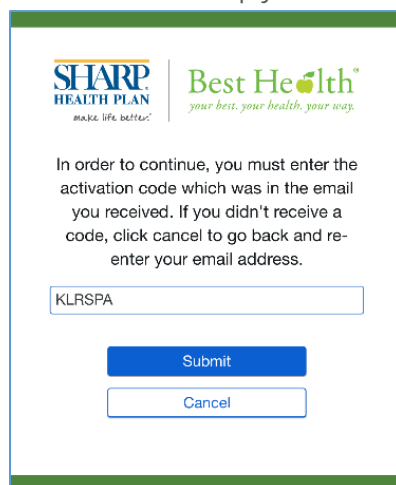 SHARP
HEALTH PLAN
make life better.®
Best Health®
your best. your health. your way.
In order to continue, you must enter the
activation code which was in the email
you received. If you didn't receive a
code, click cancel to go back and re-
enter your email address.
KLRSPA
Submit
Cancel